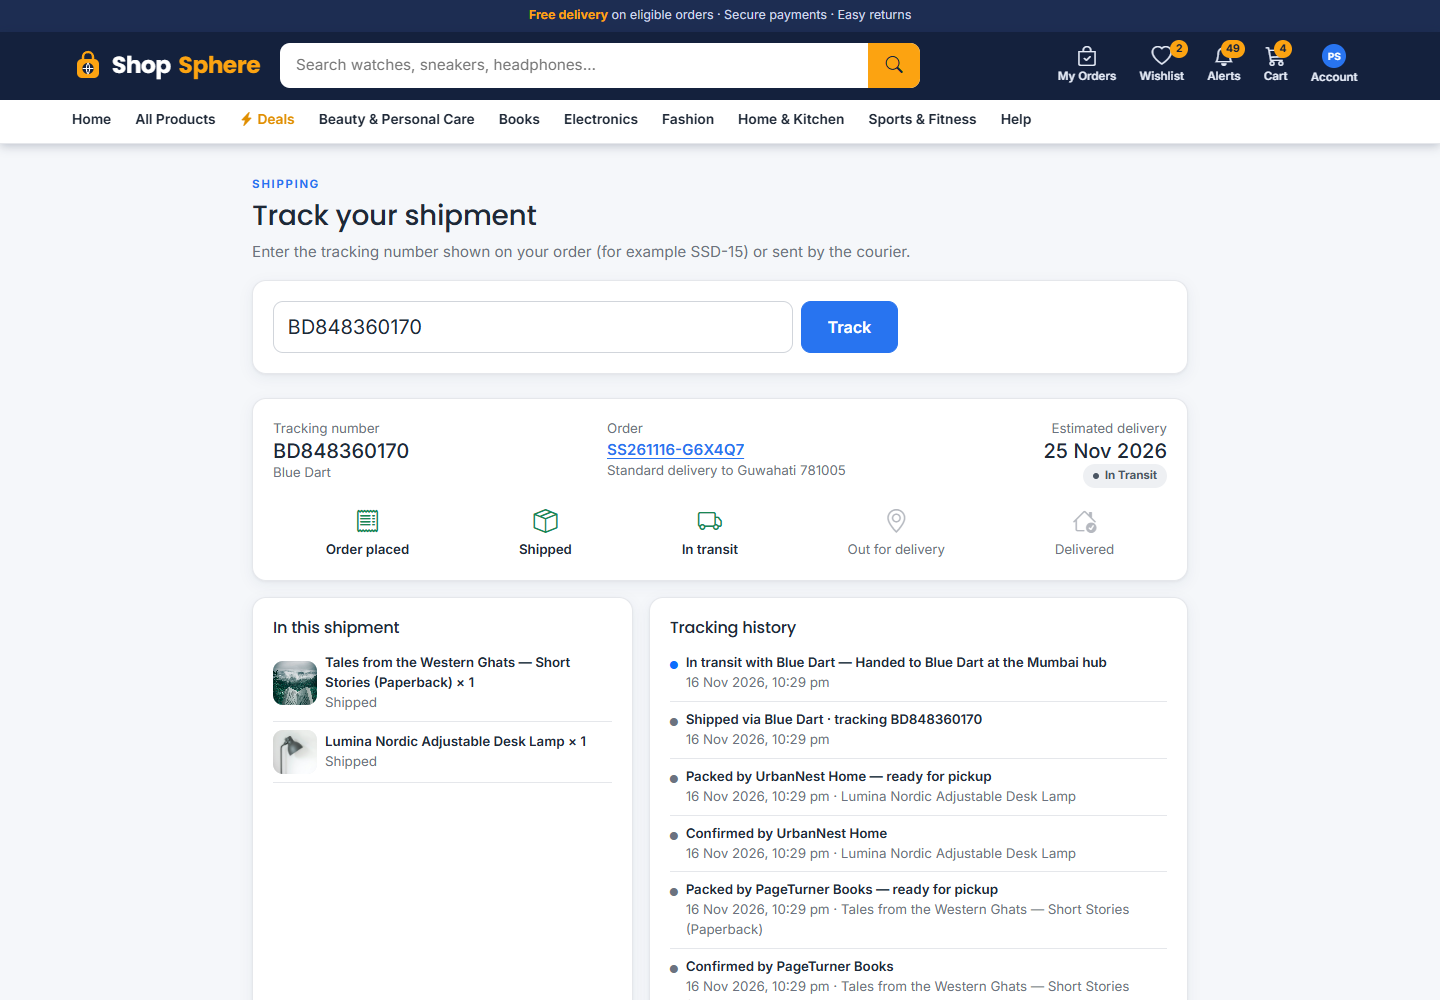 Free delivery on eligible orders · Secure payments · Easy returns
Shop Sphere
Search watches, sneakers, headphones...
My Orders
2
Wishlist
49
Alerts
4
Cart
PS
Account
Home
All Products
Deals
Beauty & Personal Care
Books
Electronics
Fashion
Home & Kitchen
Sports & Fitness
Help
SHIPPING
Track your shipment
Enter the tracking number shown on your order (for example SSD-15) or sent by the courier.
BD848360170
Track
Tracking number
BD848360170
Blue Dart
Order
SS261116-G6X4Q7
Standard delivery to Guwahati 781005
Estimated delivery
25 Nov 2026
In Transit
Order placed
Shipped
In transit
Out for delivery
Delivered
In this shipment
Tales from the Western Ghats — Short
Stories (Paperback) × 1
Shipped
Lumina Nordic Adjustable Desk Lamp × 1
Shipped
Tracking history
In transit with Blue Dart — Handed to Blue Dart at the Mumbai hub
16 Nov 2026, 10:29 pm
Shipped via Blue Dart · tracking BD848360170
16 Nov 2026, 10:29 pm
Packed by UrbanNest Home — ready for pickup
16 Nov 2026, 10:29 pm · Lumina Nordic Adjustable Desk Lamp
Confirmed by UrbanNest Home
16 Nov 2026, 10:29 pm · Lumina Nordic Adjustable Desk Lamp
Packed by PageTurner Books — ready for pickup
16 Nov 2026, 10:29 pm · Tales from the Western Ghats — Short Stories
(Paperback)
Confirmed by PageTurner Books
16 Nov 2026, 10:29 pm · Tales from the Western Ghats — Short Stories